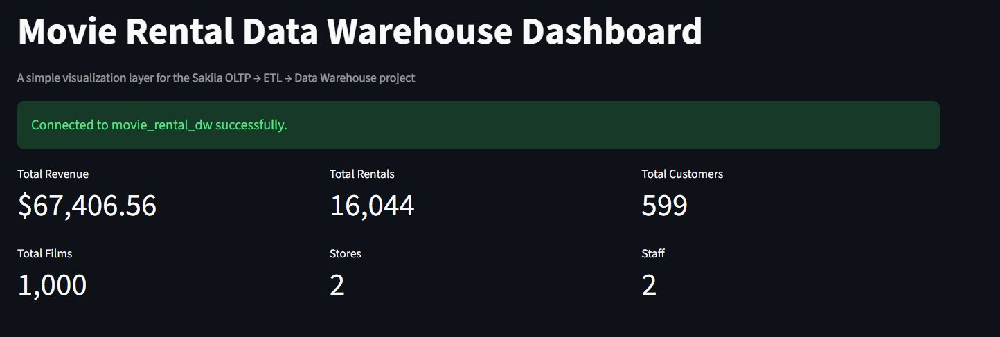 Movie Rental Data Warehouse Dashboard
A simple visualization layer for the Sakila OLTP → ETL → Data Warehouse project
Connected to movie_rental_dw successfully.
Total Revenue
$67,406.56
Total Rentals
16,044
Total Customers
599
Total Films
1,000
Stores
2
Staff
2